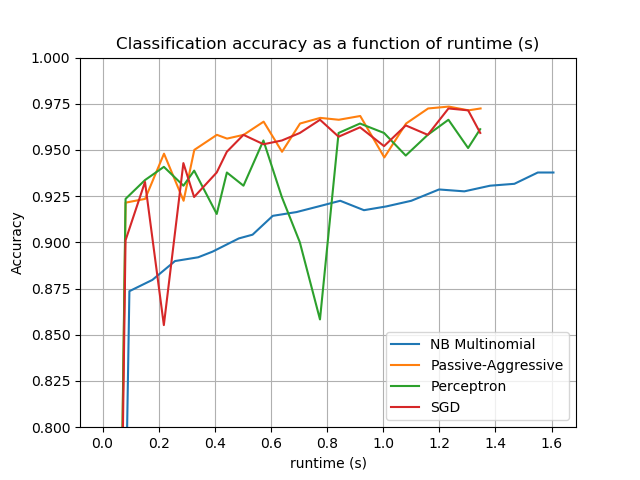 Classification accuracy as a function of runtime (s)
1.000
0.975
0.950
0.925
0.900
0.875
0.850
0.825
0.800
Accuracy
NB Multinomial
Passive-Aggressive
Perceptron
SGD
0.0 0.2 0.4 0.6 0.8 1.0 1.2 1.4 1.6
runtime (s)